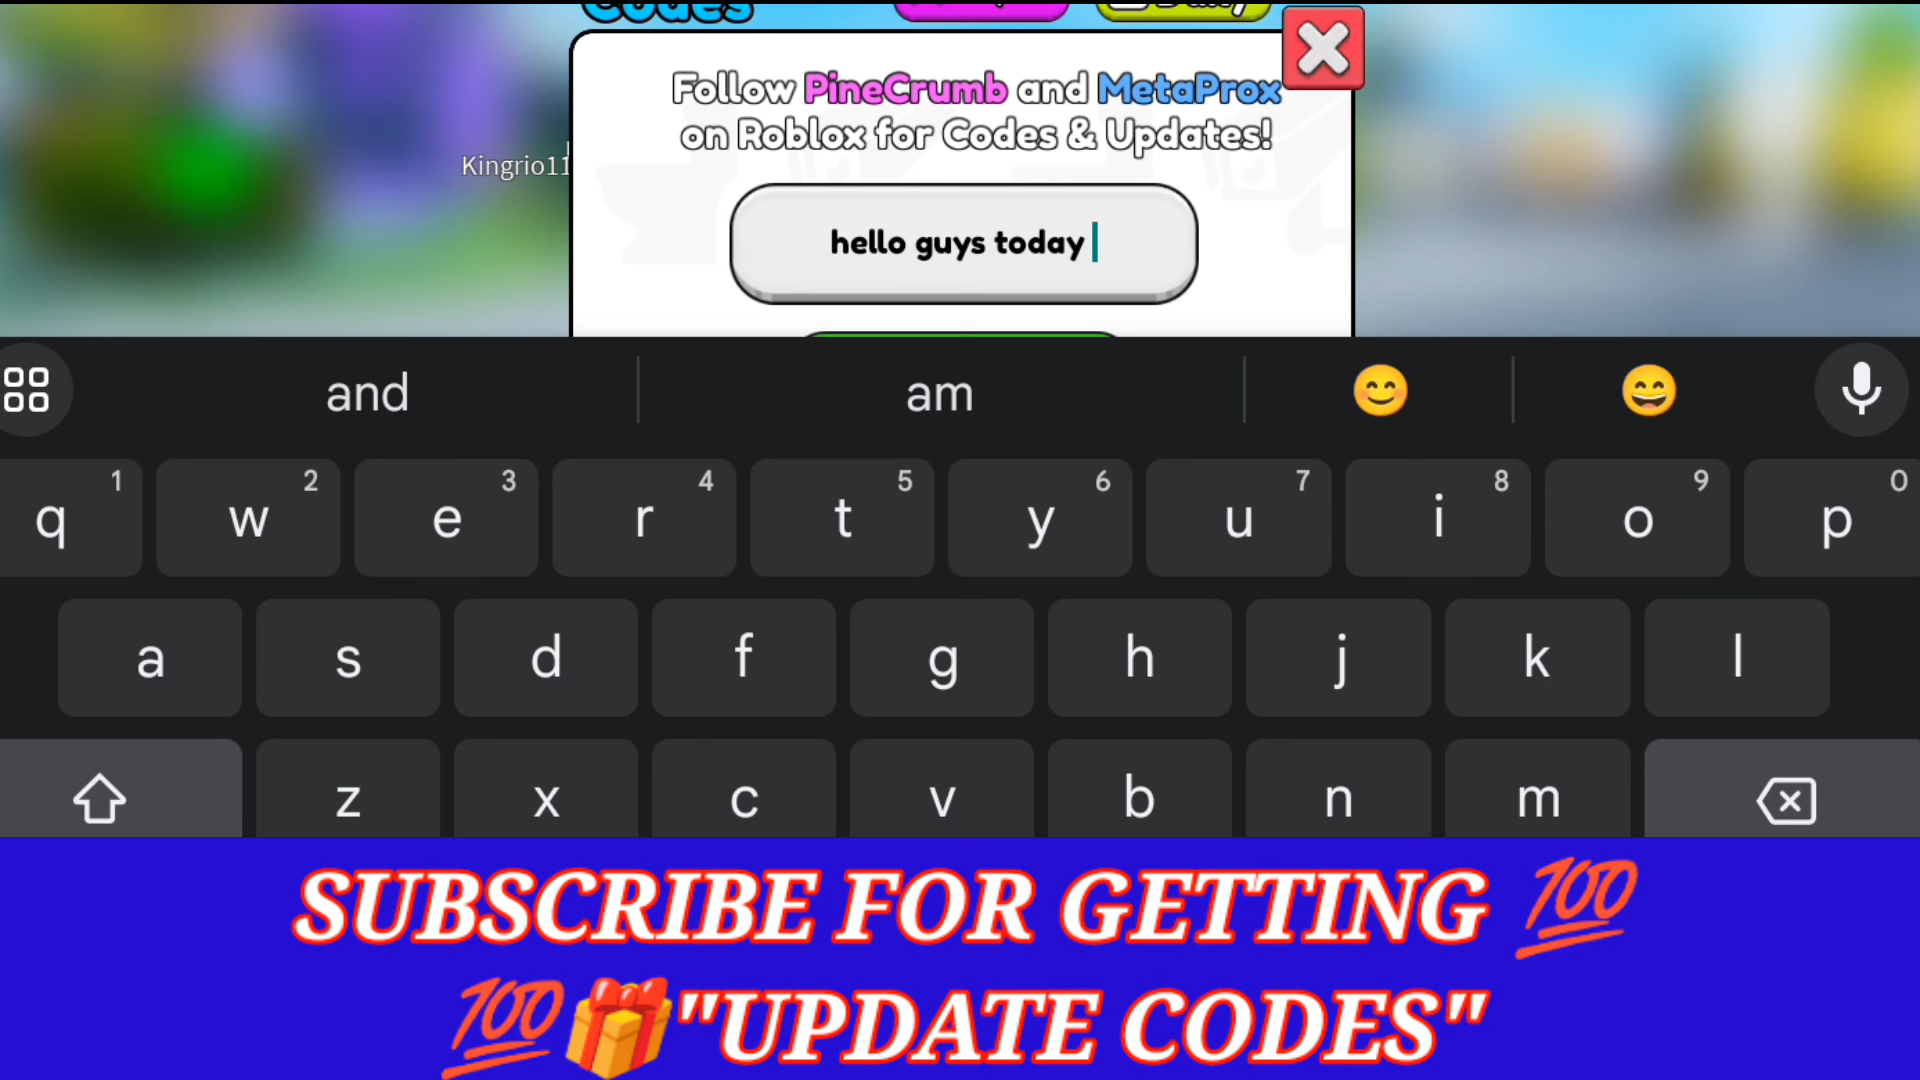 Codes
Follow PineCrumb and MetaProx
on Roblox for Codes & Updates!
Kingrio11
hello guys today
and am 😊 😄
1 2 3 4 5 6 7 8 9 0
q w e r t y u i o p
a s d f g h j k l
z x c v b n m
SUBSCRIBE FOR GETTING 💯
💯🎁"UPDATE CODES"